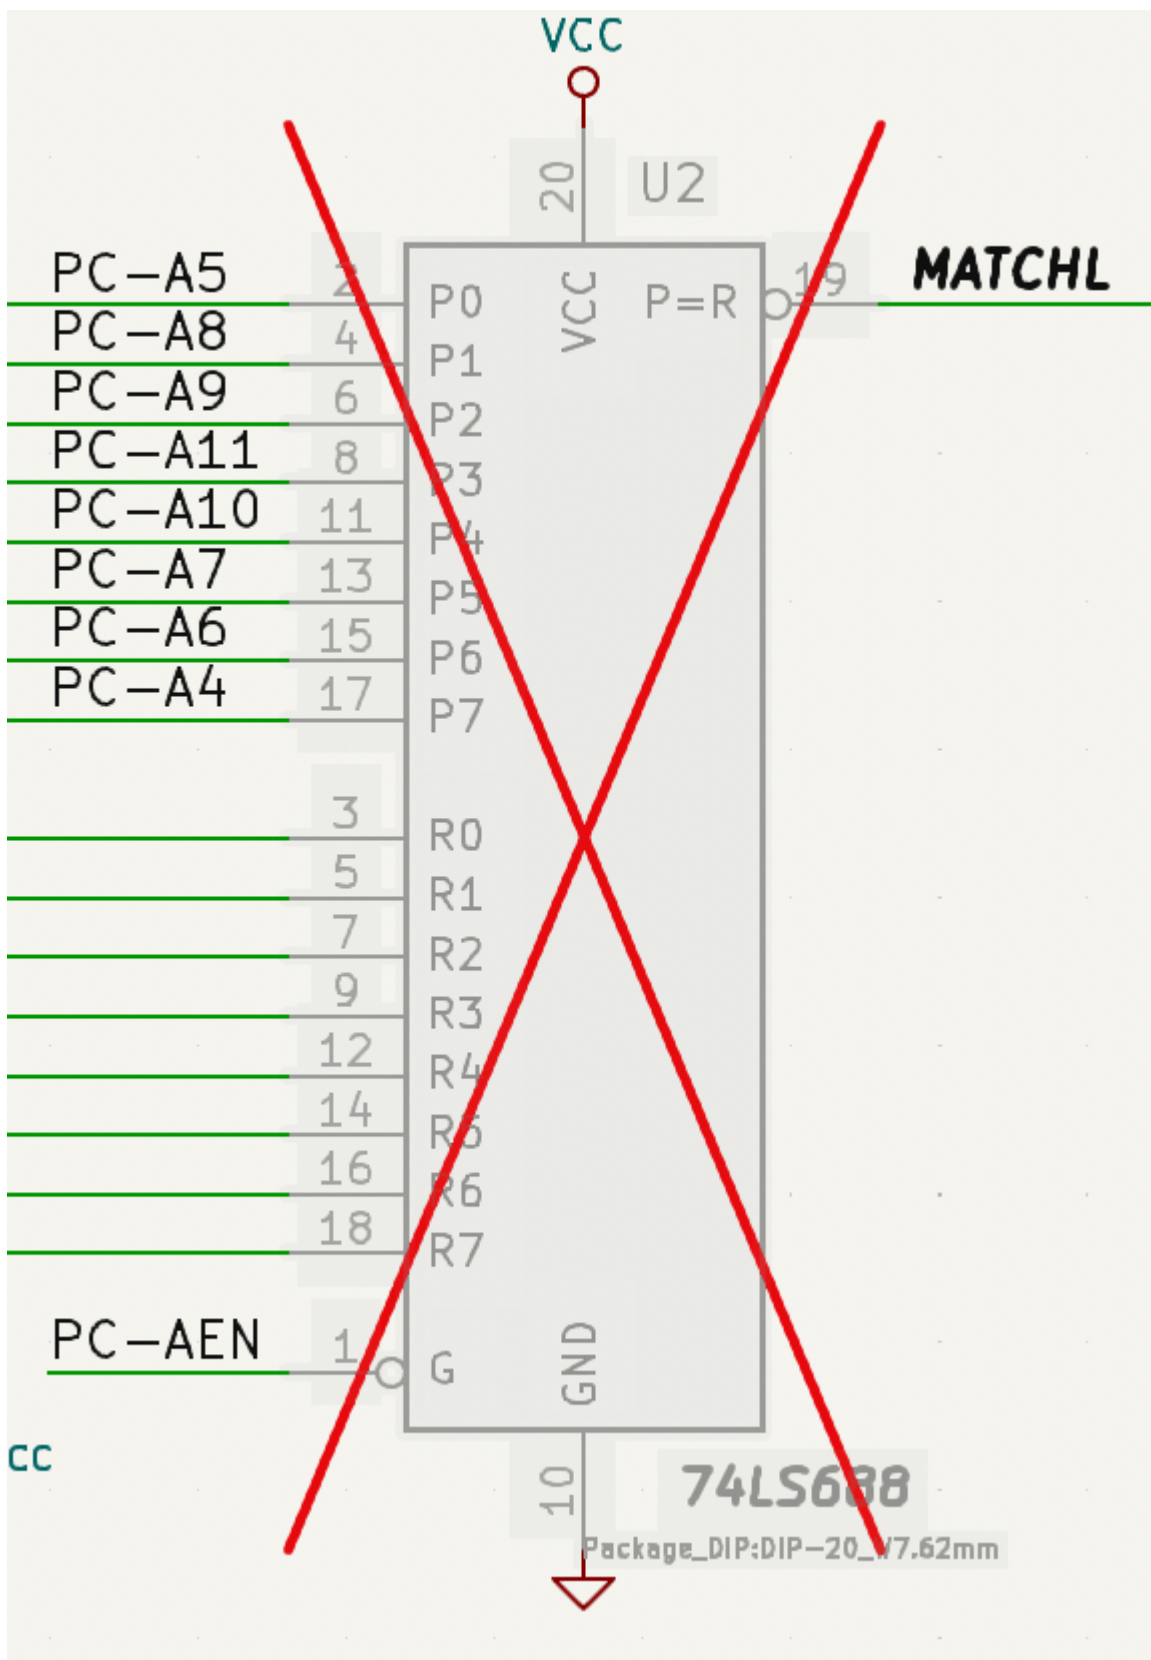 VCC
20
U2
PC-A5
2
P0
VCC
P=R
19
MATCHL
PC-A8
4
P1
PC-A9
6
P2
PC-A11
8
P3
PC-A10
11
P4
PC-A7
13
P5
PC-A6
15
P6
PC-A4
17
P7
3
R0
5
R1
7
R2
9
R3
12
R4
14
R5
16
R6
18
R7
PC-AEN
1
G
GND
CC
10
74LS688
Package_DIP:DIP-20_W7.62mm